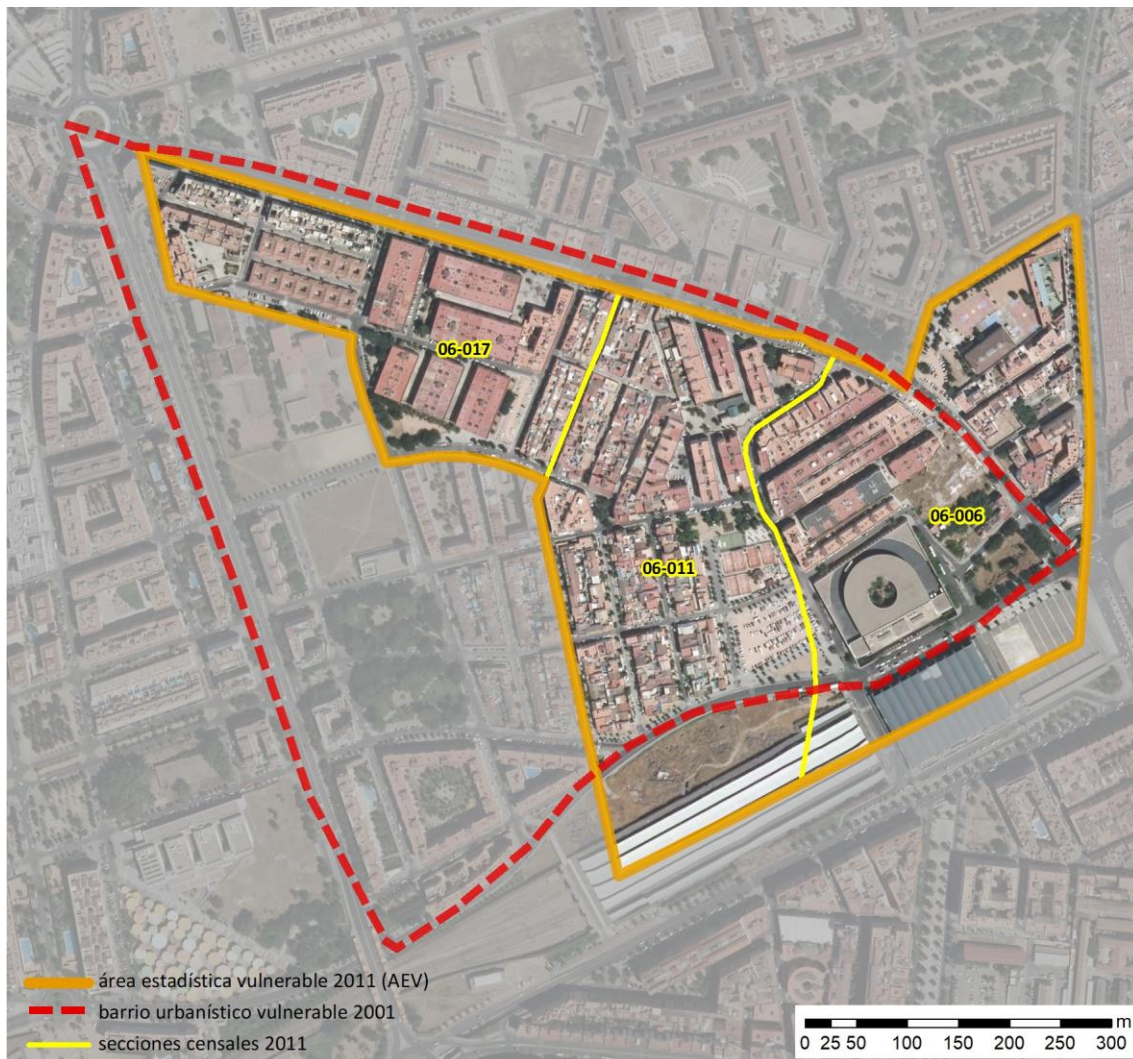 06-017
06-006
06-011
área estadística vulnerable 2011 (AEV)
barrio urbanístico vulnerable 2001
secciones censales 2011
m
0 25 50 100 150 200 250 300